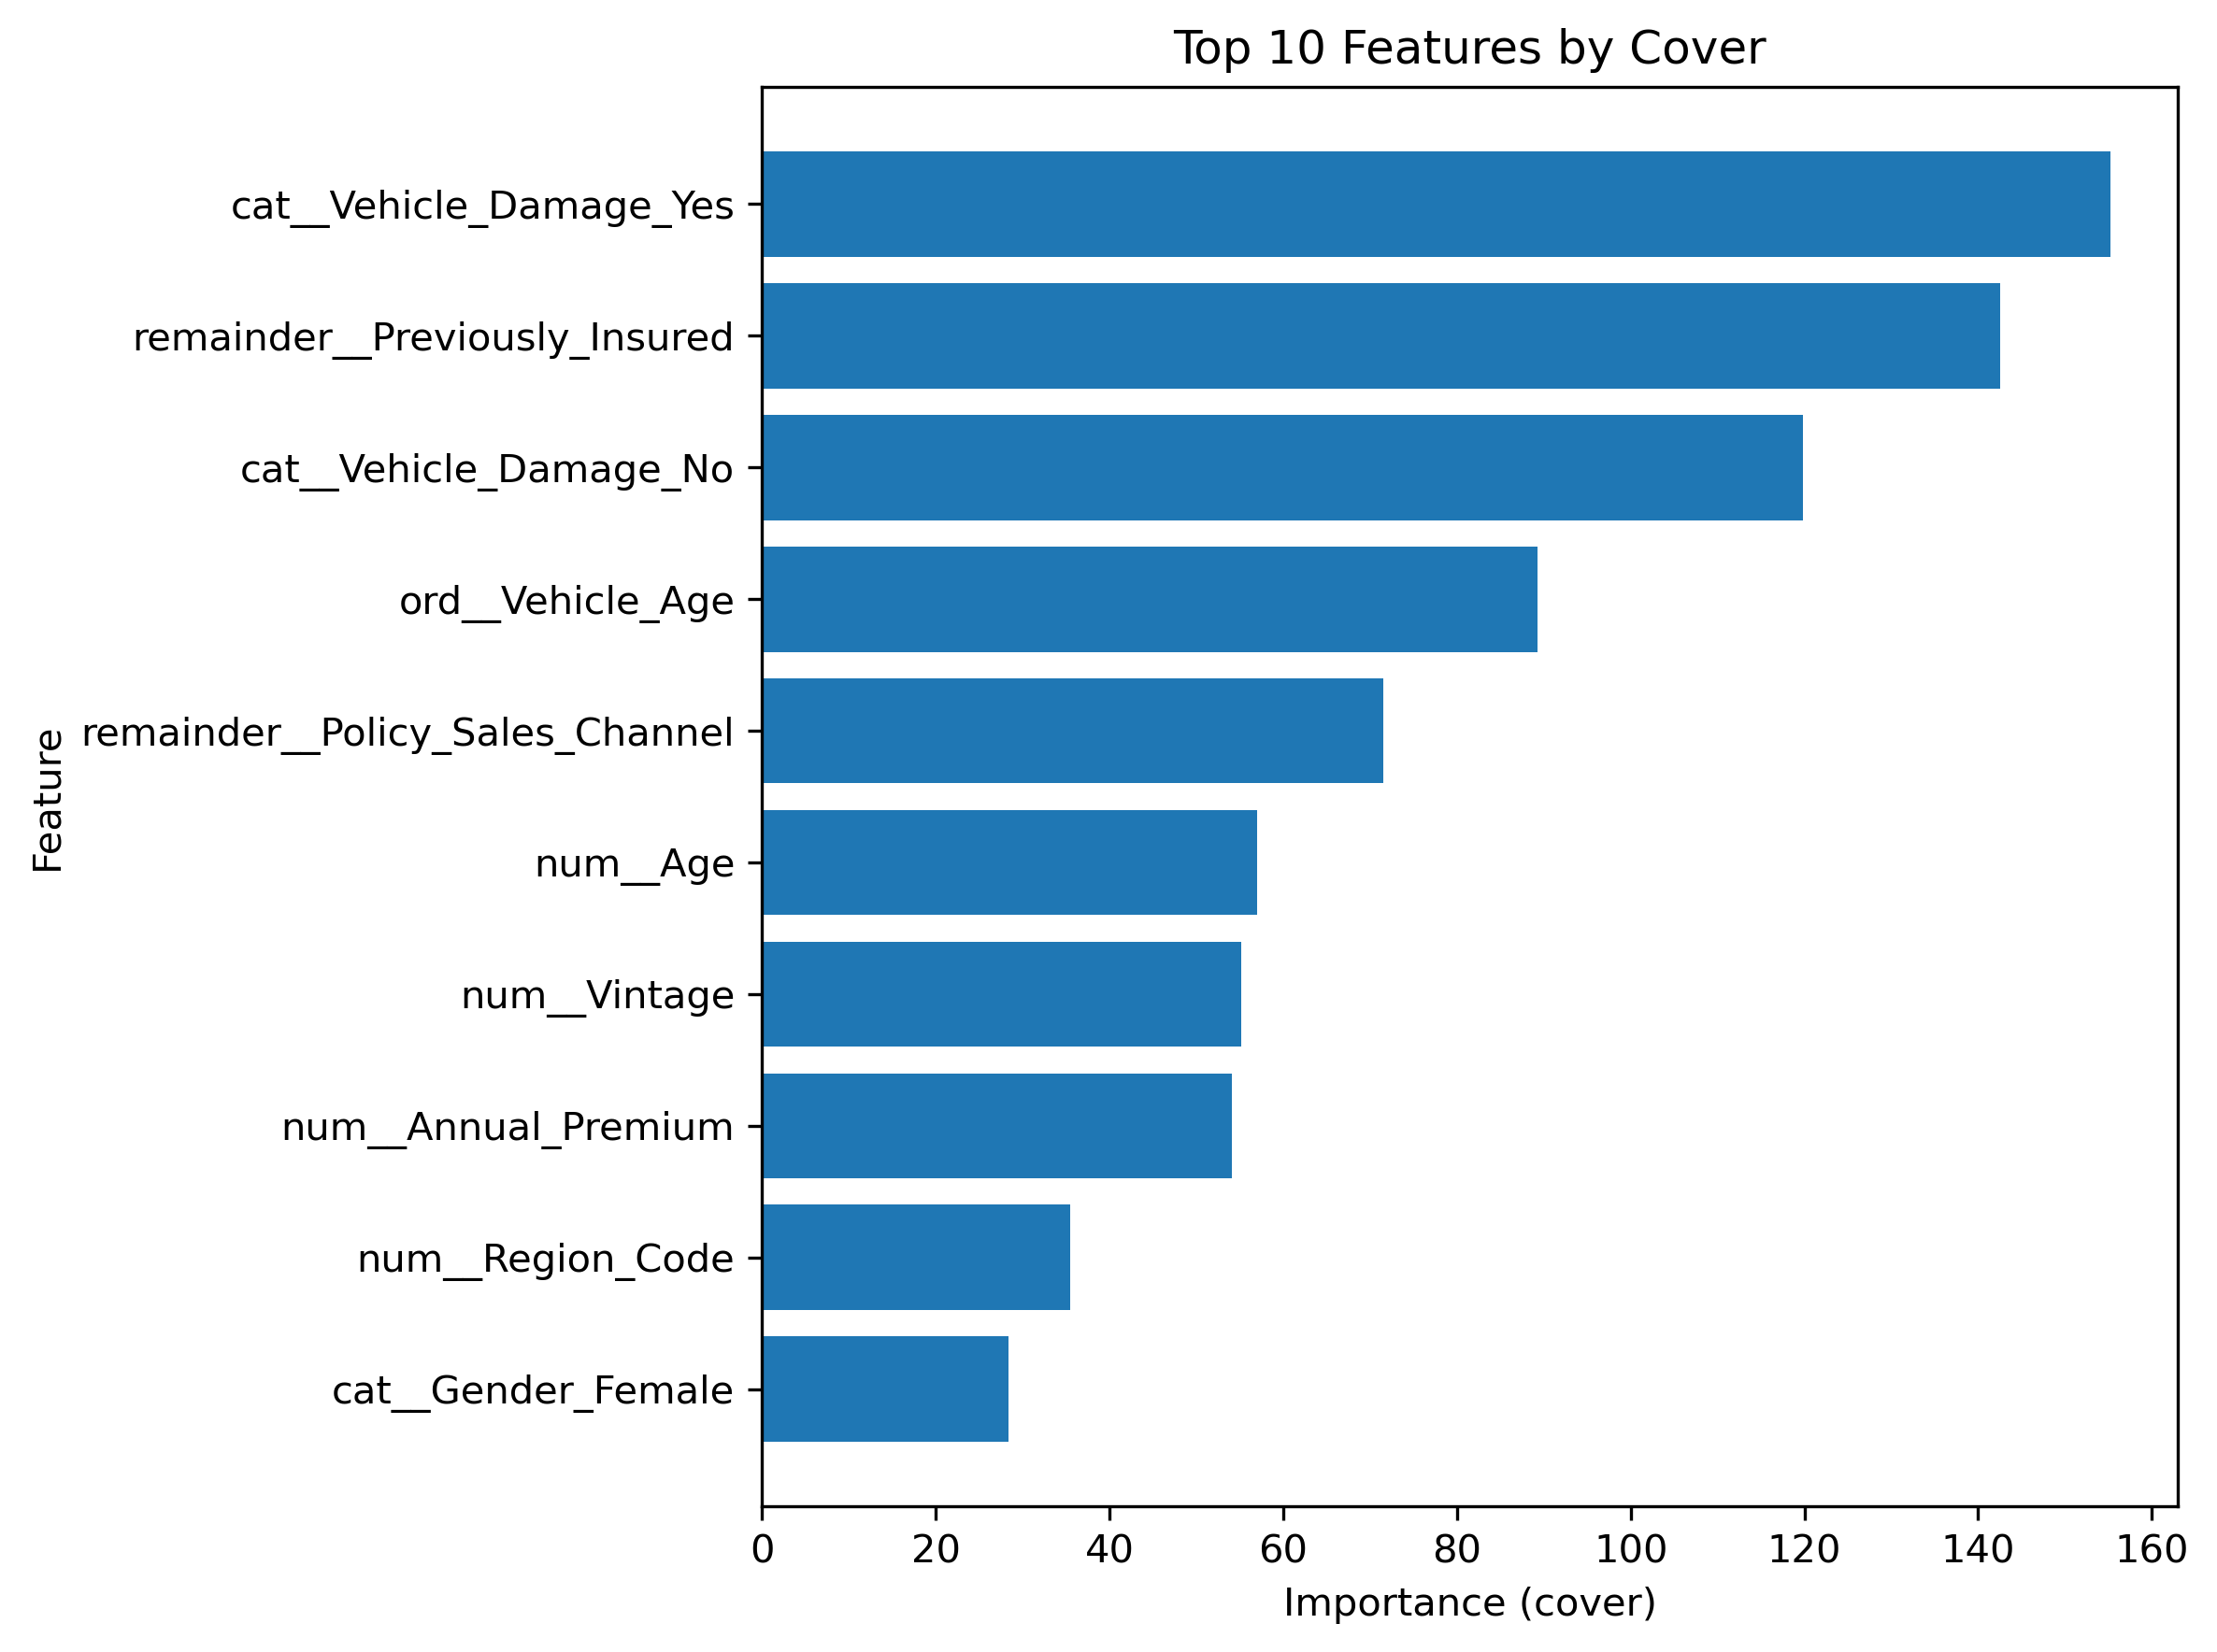 Top 10 Features by Cover
cat__Vehicle_Damage_Yes
remainder__Previously_Insured
cat__Vehicle_Damage_No
ord__Vehicle_Age
remainder__Policy_Sales_Channel
num__Age
num__Vintage
num__Annual_Premium
num__Region_Code
cat__Gender_Female
Feature
0 20 40 60 80 100 120 140 160
Importance (cover)